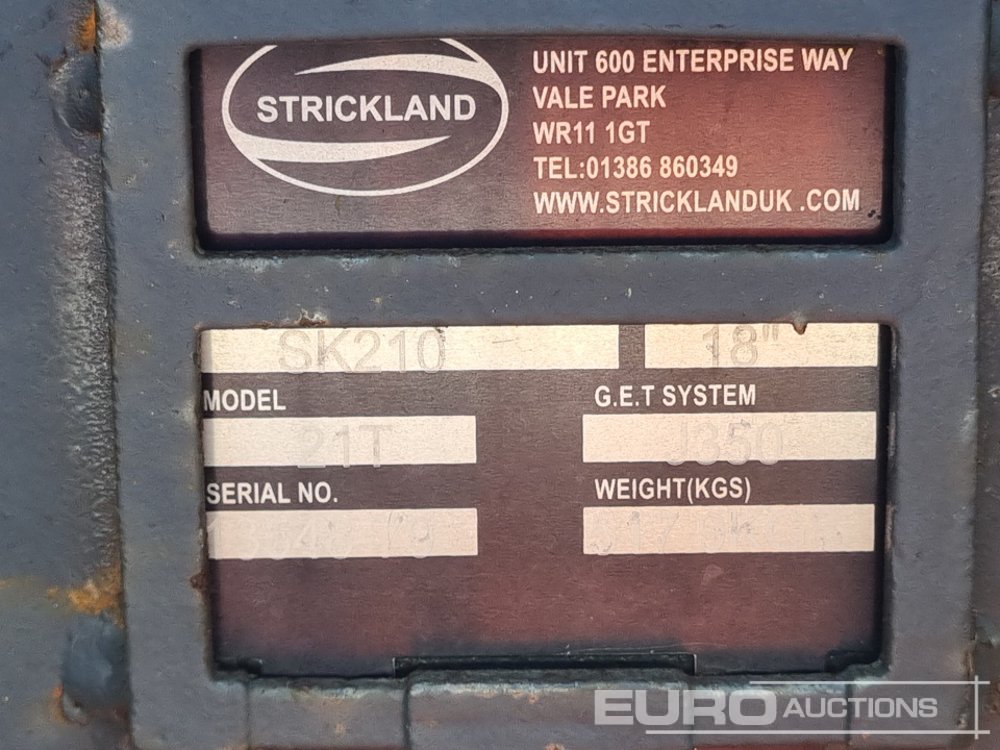 STRICKLAND
UNIT 600 ENTERPRISE WAY
VALE PARK
WR11 1GT
TEL:01386 860349
WWW.STRICKLANDUK .COM
SK210 18"
MODEL G.E.T SYSTEM
21T J350
SERIAL NO. WEIGHT(KGS)
EURO AUCTIONS